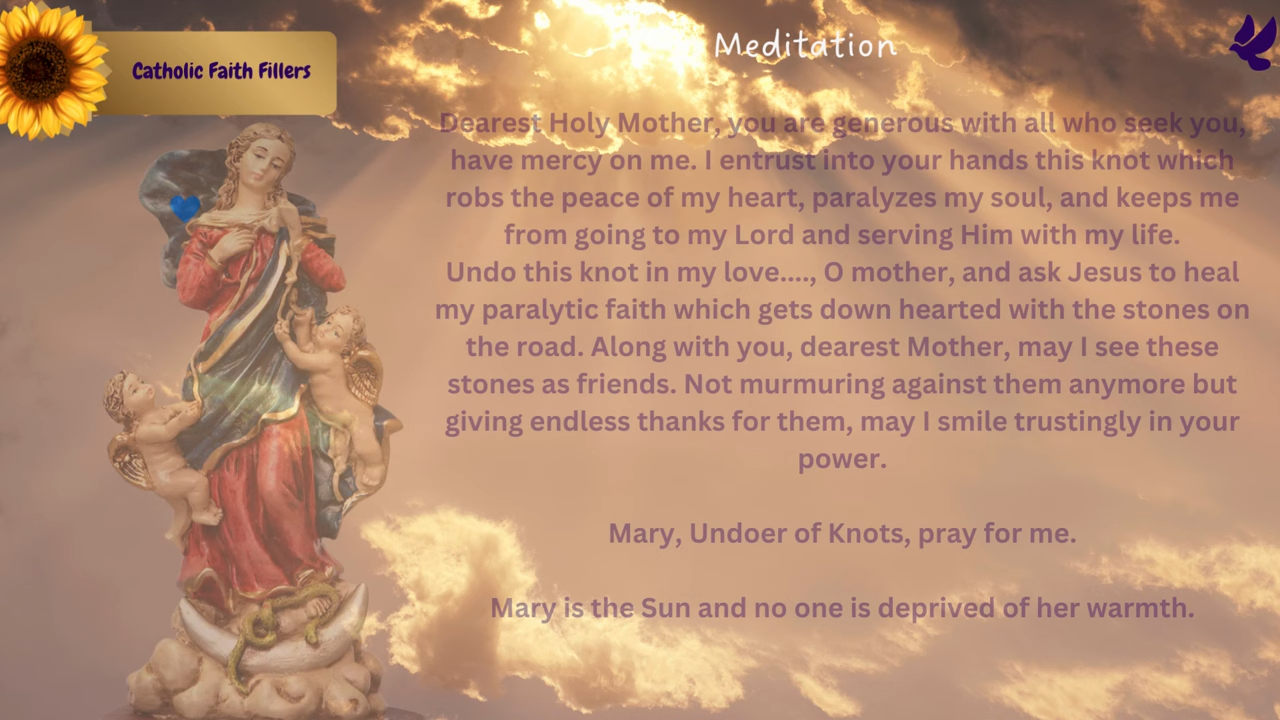 Catholic Faith Fillers
Meditation
Dearest Holy Mother, you are generous with all who seek you,
have mercy on me. I entrust into your hands this knot which
robs the peace of my heart, paralyzes my soul, and keeps me
from going to my Lord and serving Him with my life.
Undo this knot in my love...., O mother, and ask Jesus to heal
my paralytic faith which gets down hearted with the stones on
the road. Along with you, dearest Mother, may I see these
stones as friends. Not murmuring against them anymore but
giving endless thanks for them, may I smile trustingly in your
power.
Mary, Undoer of Knots, pray for me.
Mary is the Sun and no one is deprived of her warmth.